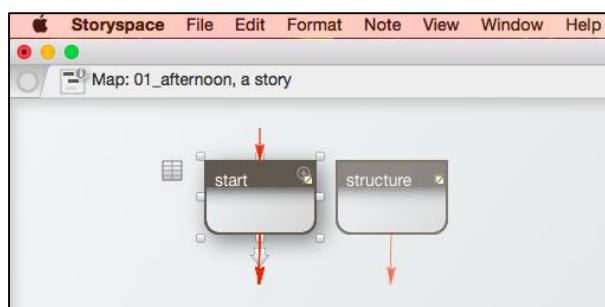 Storyspace File Edit Format Note View Window Help
Map: 01_afternoon, a story
start
structure